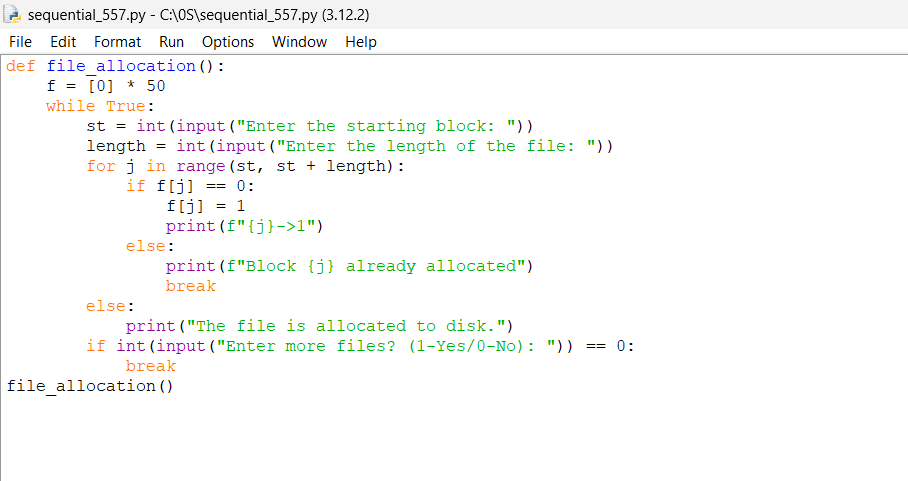 sequential_557.py - C:\0S\sequential_557.py (3.12.2)
File Edit Format Run Options Window Help
def file_allocation():
    f = [0] * 50
    while True:
        st = int(input("Enter the starting block: "))
        length = int(input("Enter the length of the file: "))
        for j in range(st, st + length):
            if f[j] == 0:
                f[j] = 1
                print(f"{j}->1")
            else:
                print(f"Block {j} already allocated")
                break
        else:
            print("The file is allocated to disk.")
        if int(input("Enter more files? (1-Yes/0-No): ")) == 0:
            break
file_allocation()